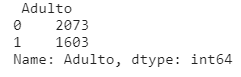 Adulto
0    2073
1    1603
Name: Adulto, dtype: int64